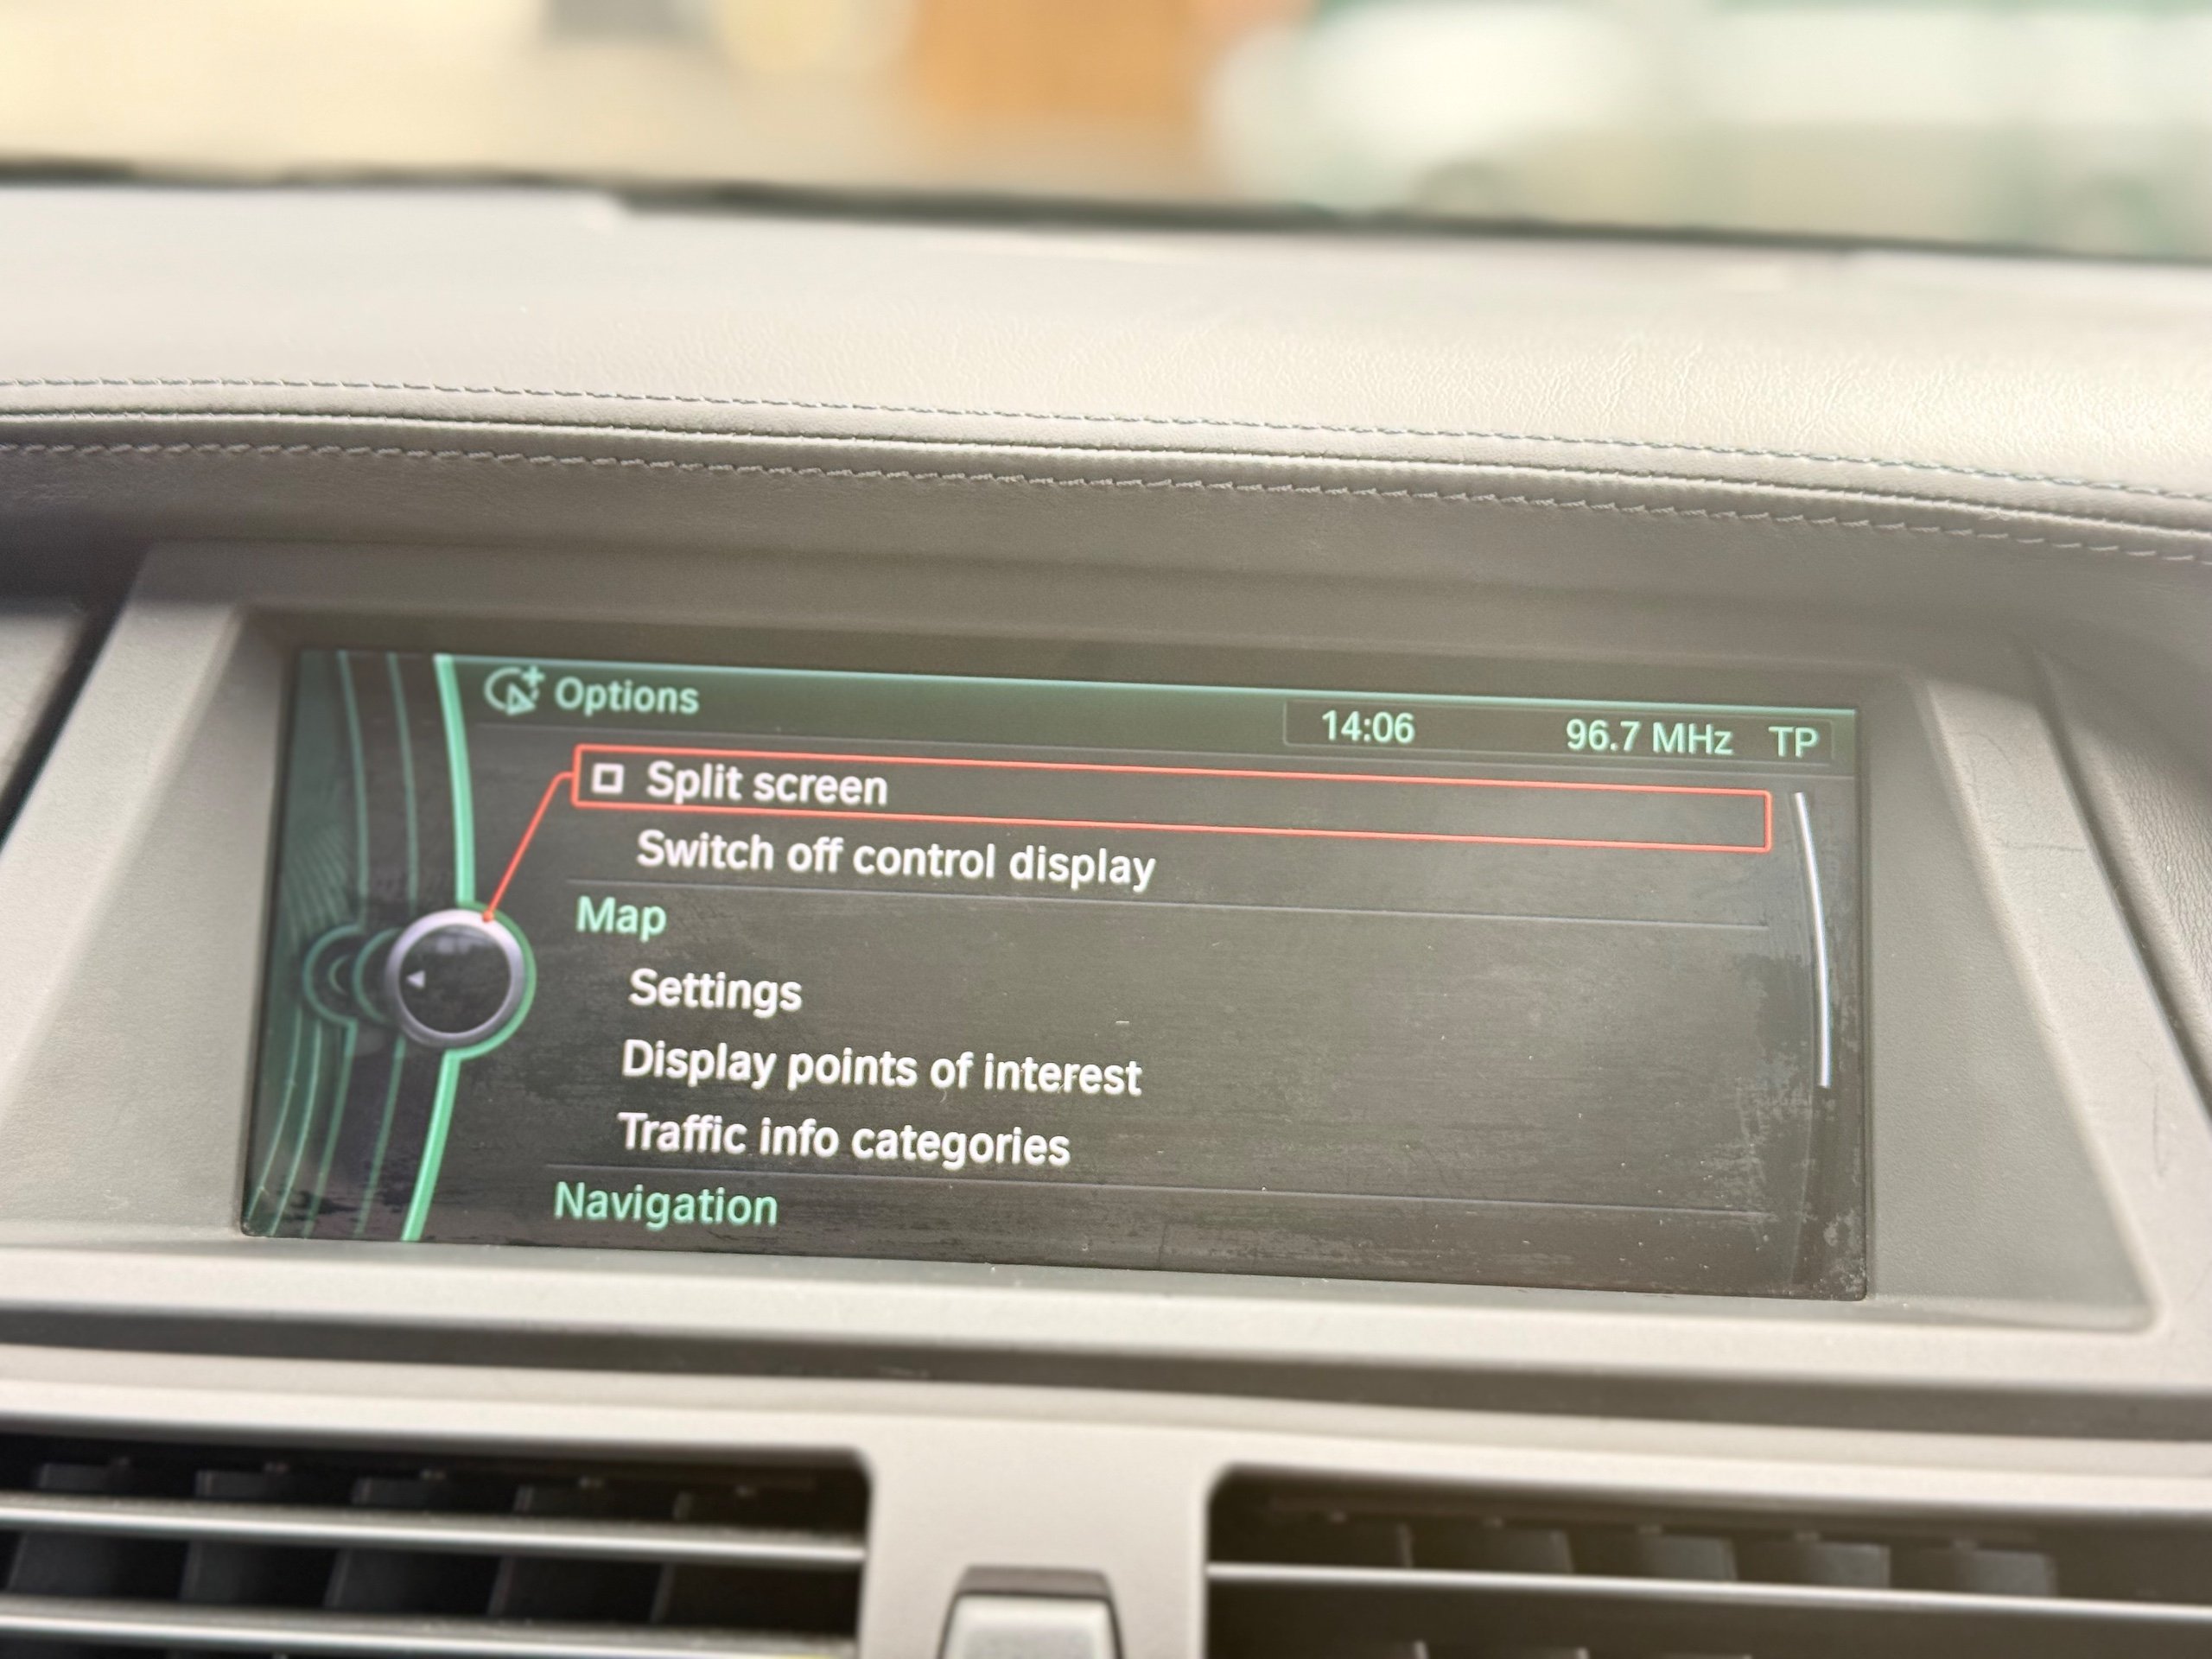 Options
14:06 96.7 MHz TP
Split screen
Switch off control display
Map
Settings
Display points of interest
Traffic info categories
Navigation